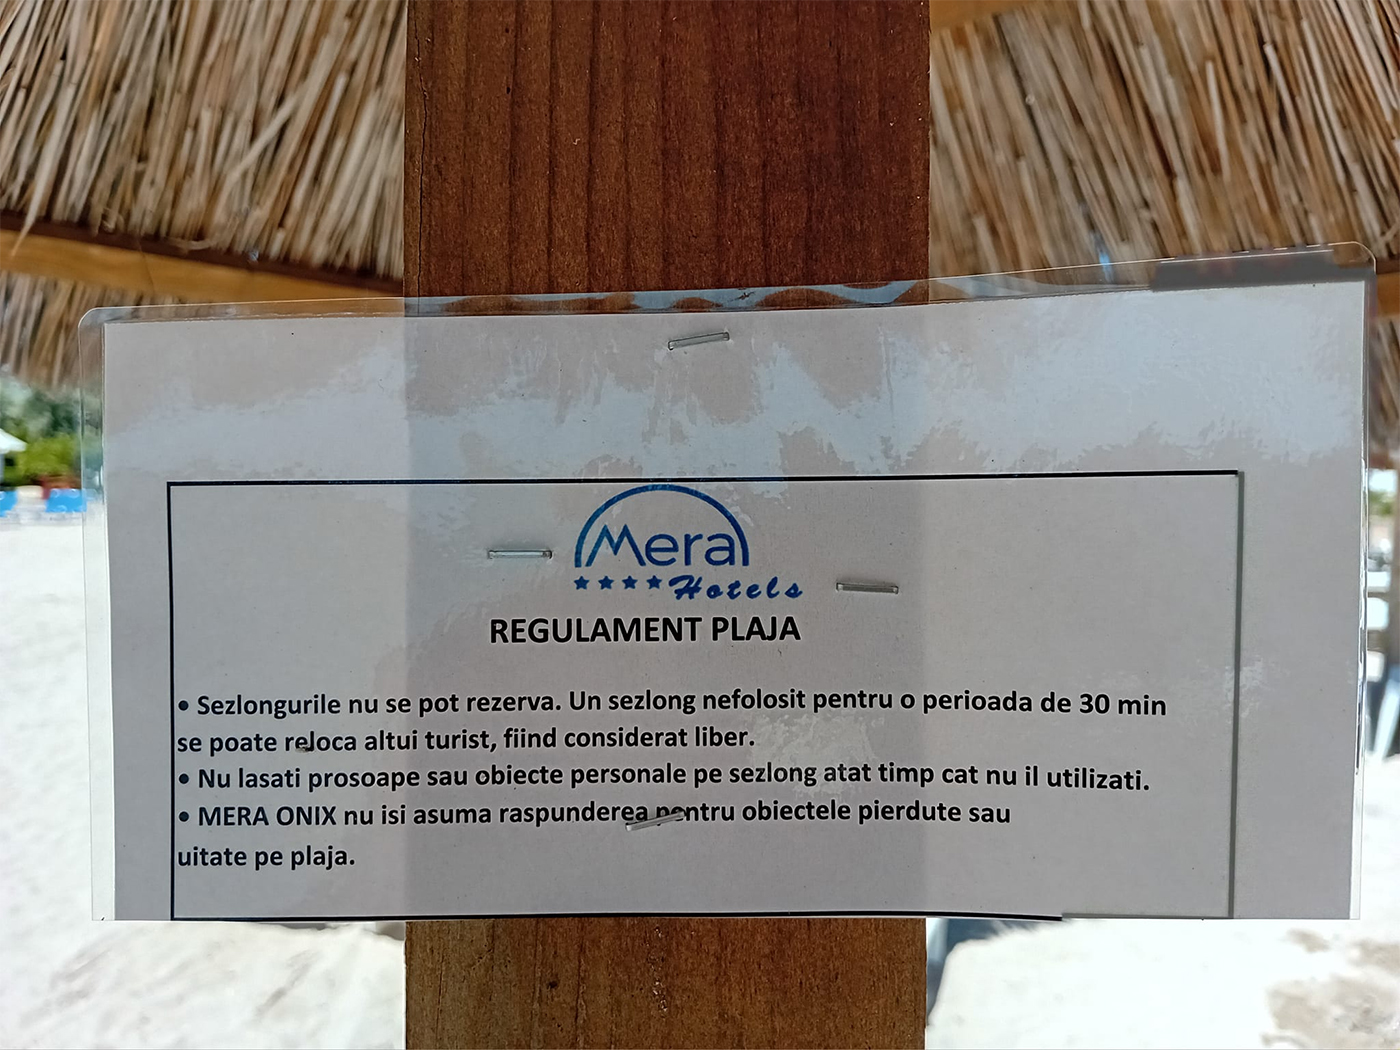 Mera
★★★★ Hotels
REGULAMENT PLAJA
• Sezlongurile nu se pot rezerva. Un sezlong nefolosit pentru o perioada de 30 min
se poate reloca altui turist, fiind considerat liber.
• Nu lasati prosoape sau obiecte personale pe sezlong atat timp cat nu il utilizati.
• MERA ONIX nu isi asuma raspunderea pentru obiectele pierdute sau
uitate pe plaja.